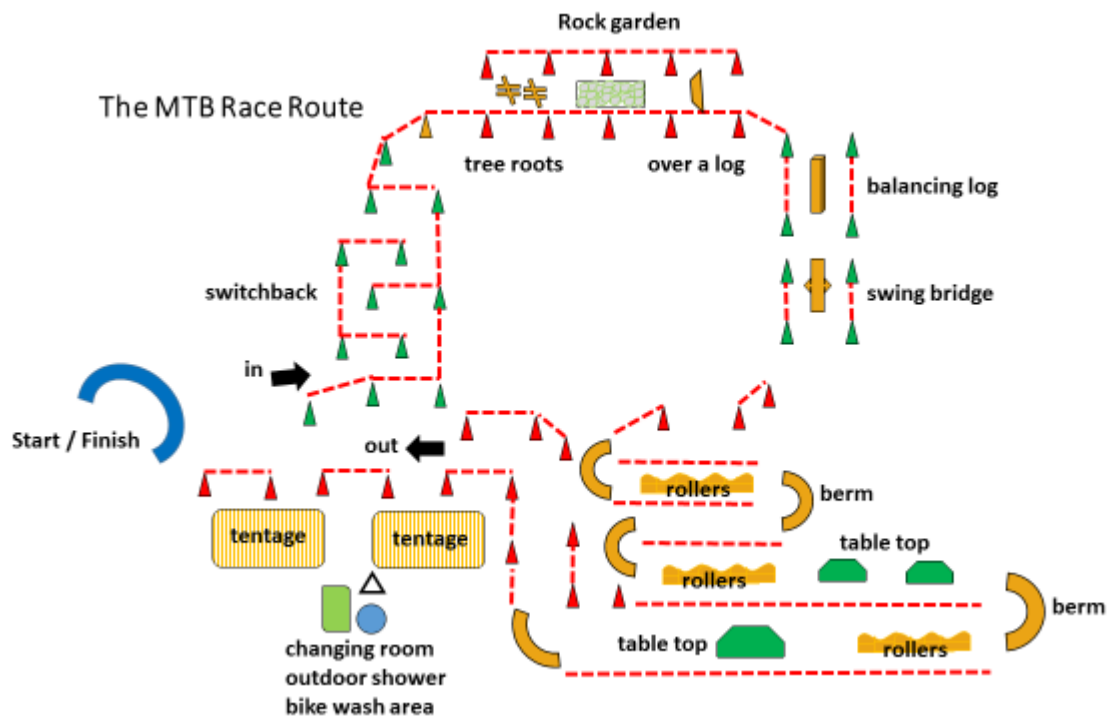 Rock garden
The MTB Race Route
tree roots
over a log
balancing log
switchback
swing bridge
in
Start / Finish
out
rollers
berm
tentage
tentage
table top
rollers
berm
table top
rollers
changing room
outdoor shower
bike wash area